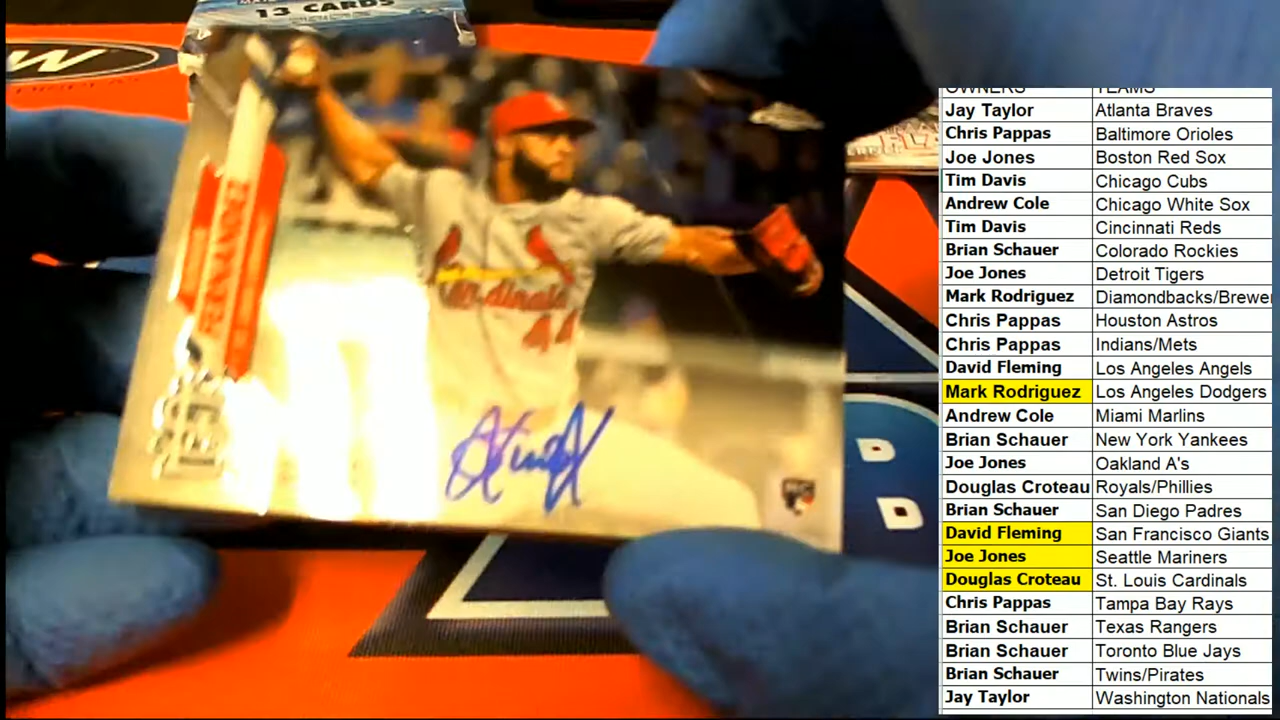 13 CARDS
W
FERNANDEZ
Cardinals
44
RC
OWNERS TEAMS
Jay Taylor Atlanta Braves
Chris Pappas Baltimore Orioles
Joe Jones Boston Red Sox
Tim Davis Chicago Cubs
Andrew Cole Chicago White Sox
Tim Davis Cincinnati Reds
Brian Schauer Colorado Rockies
Joe Jones Detroit Tigers
Mark Rodriguez Diamondbacks/Brewe
Chris Pappas Houston Astros
Chris Pappas Indians/Mets
David Fleming Los Angeles Angels
Mark Rodriguez Los Angeles Dodgers
Andrew Cole Miami Marlins
Brian Schauer New York Yankees
Joe Jones Oakland A's
Douglas Croteau Royals/Phillies
Brian Schauer San Diego Padres
David Fleming San Francisco Giants
Joe Jones Seattle Mariners
Douglas Croteau St. Louis Cardinals
Chris Pappas Tampa Bay Rays
Brian Schauer Texas Rangers
Brian Schauer Toronto Blue Jays
Brian Schauer Twins/Pirates
Jay Taylor Washington Nationals